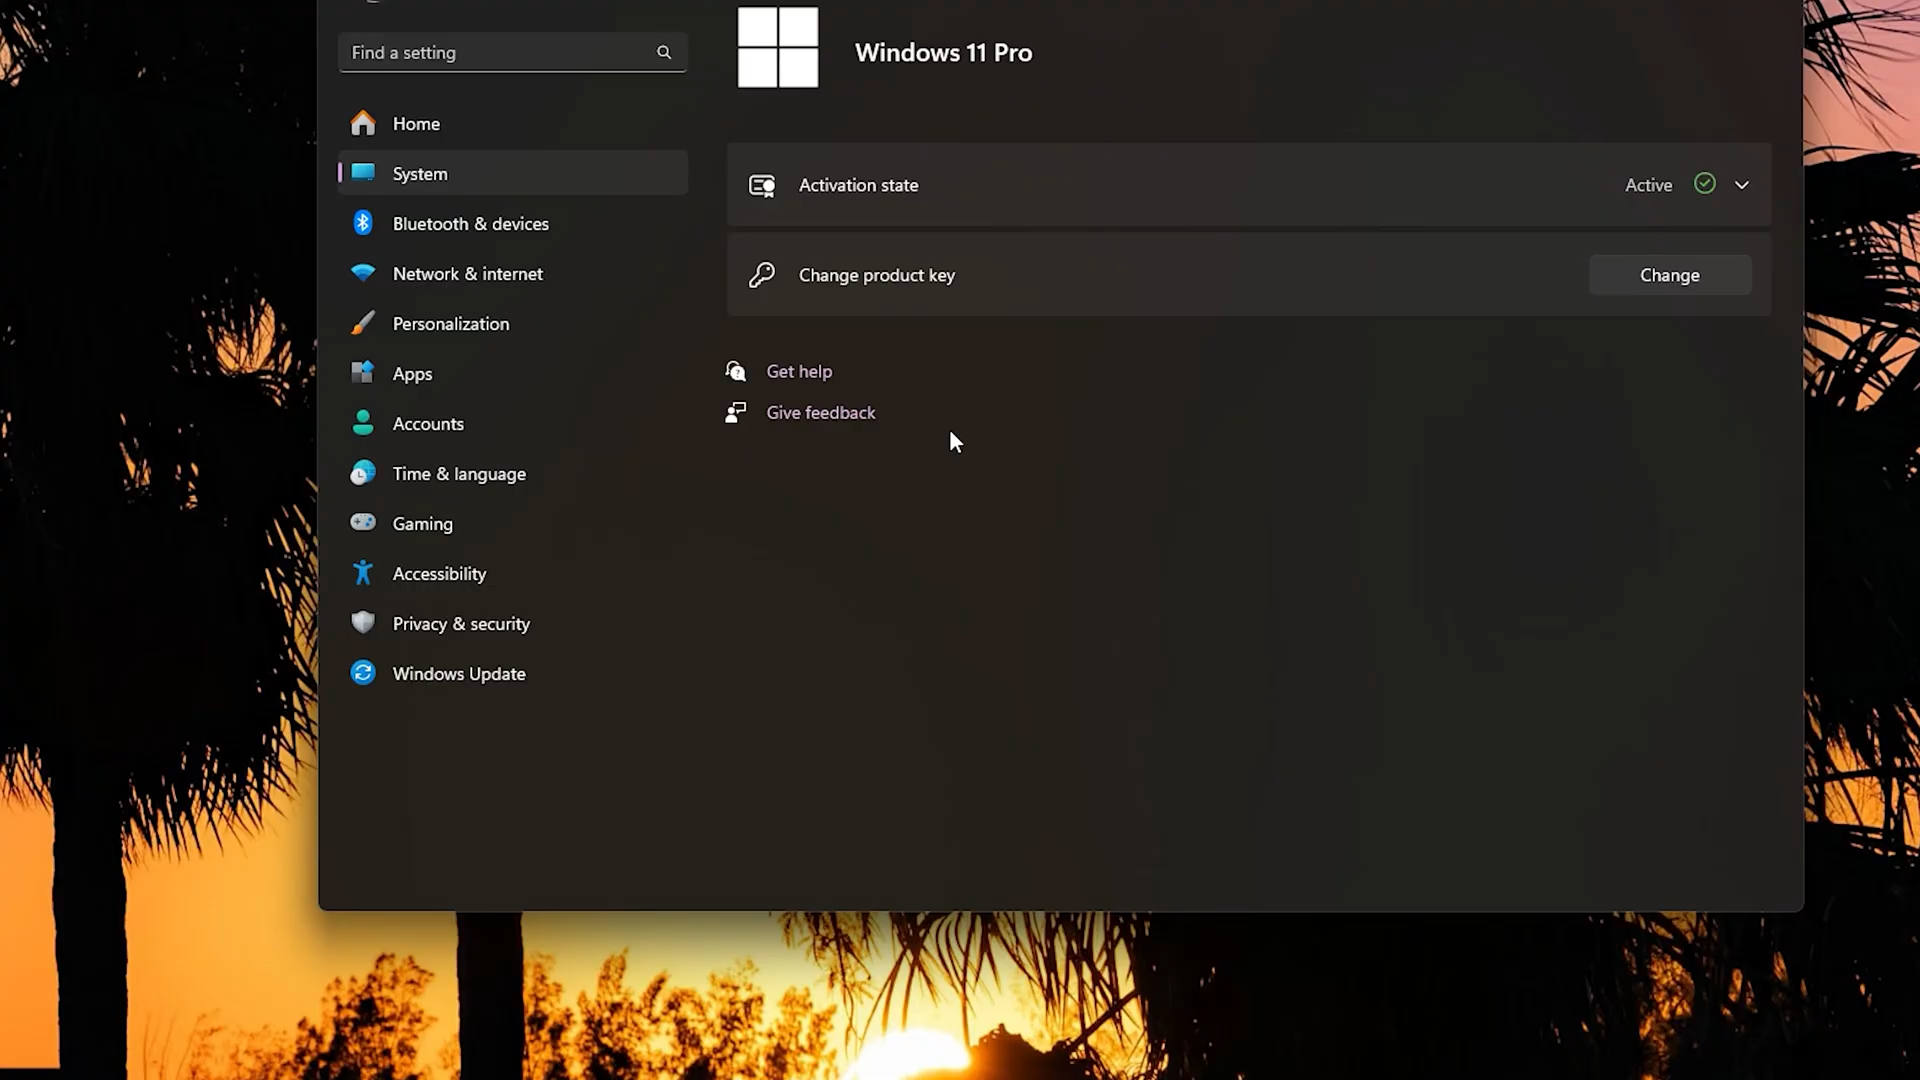 Find a setting
Windows 11 Pro
Home
System
Bluetooth & devices
Network & internet
Personalization
Apps
Accounts
Time & language
Gaming
Accessibility
Privacy & security
Windows Update
Activation state
Active
Change product key
Change
Get help
Give feedback